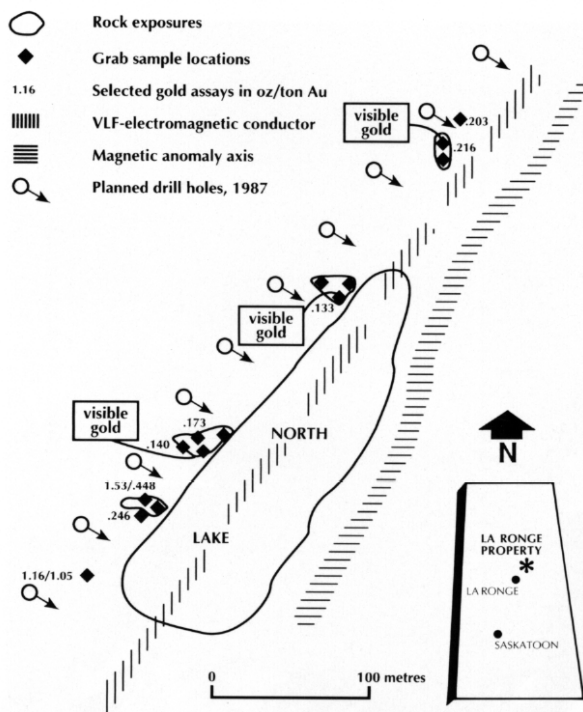 Rock exposures
Grab sample locations
1.16 Selected gold assays in oz/ton Au
VLF-electromagnetic conductor
Magnetic anomaly axis
Planned drill holes, 1987
visible
gold
.203
.216
.133
visible
gold
visible
gold
.173
.140
NORTH
1.53/.448
.246
LAKE
1.16/1.05
N
LA RONGE
PROPERTY
LA RONGE
SASKATOON
0 100 metres